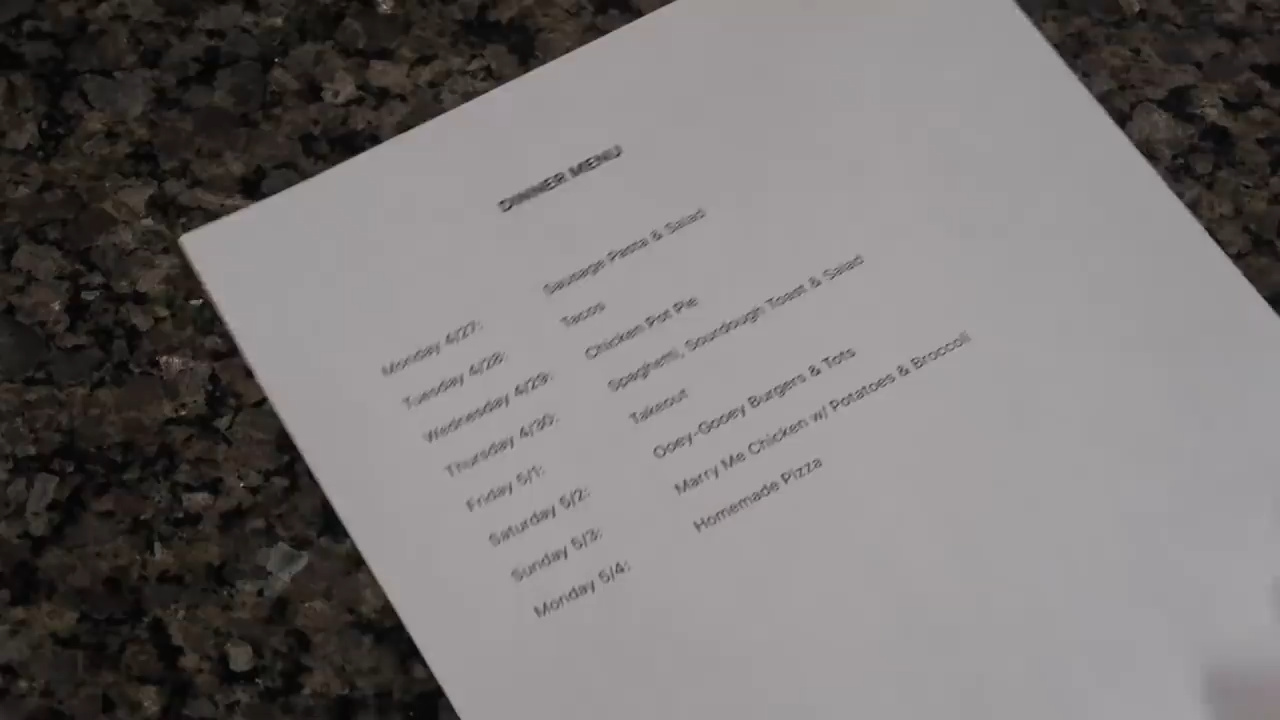 DINNER MENU
Monday 4/27: Sausage Pasta & Salad
Tuesday 4/28: Tacos
Wednesday 4/29: Chicken Pot Pie
Thursday 4/30: Spaghetti, Sourdough Toast & Salad
Friday 5/1: Takeout
Saturday 5/2: Ooey-Gooey Burgers & Tots
Sunday 5/3: Marry Me Chicken w/ Potatoes & Broccoli
Monday 5/4: Homemade Pizza